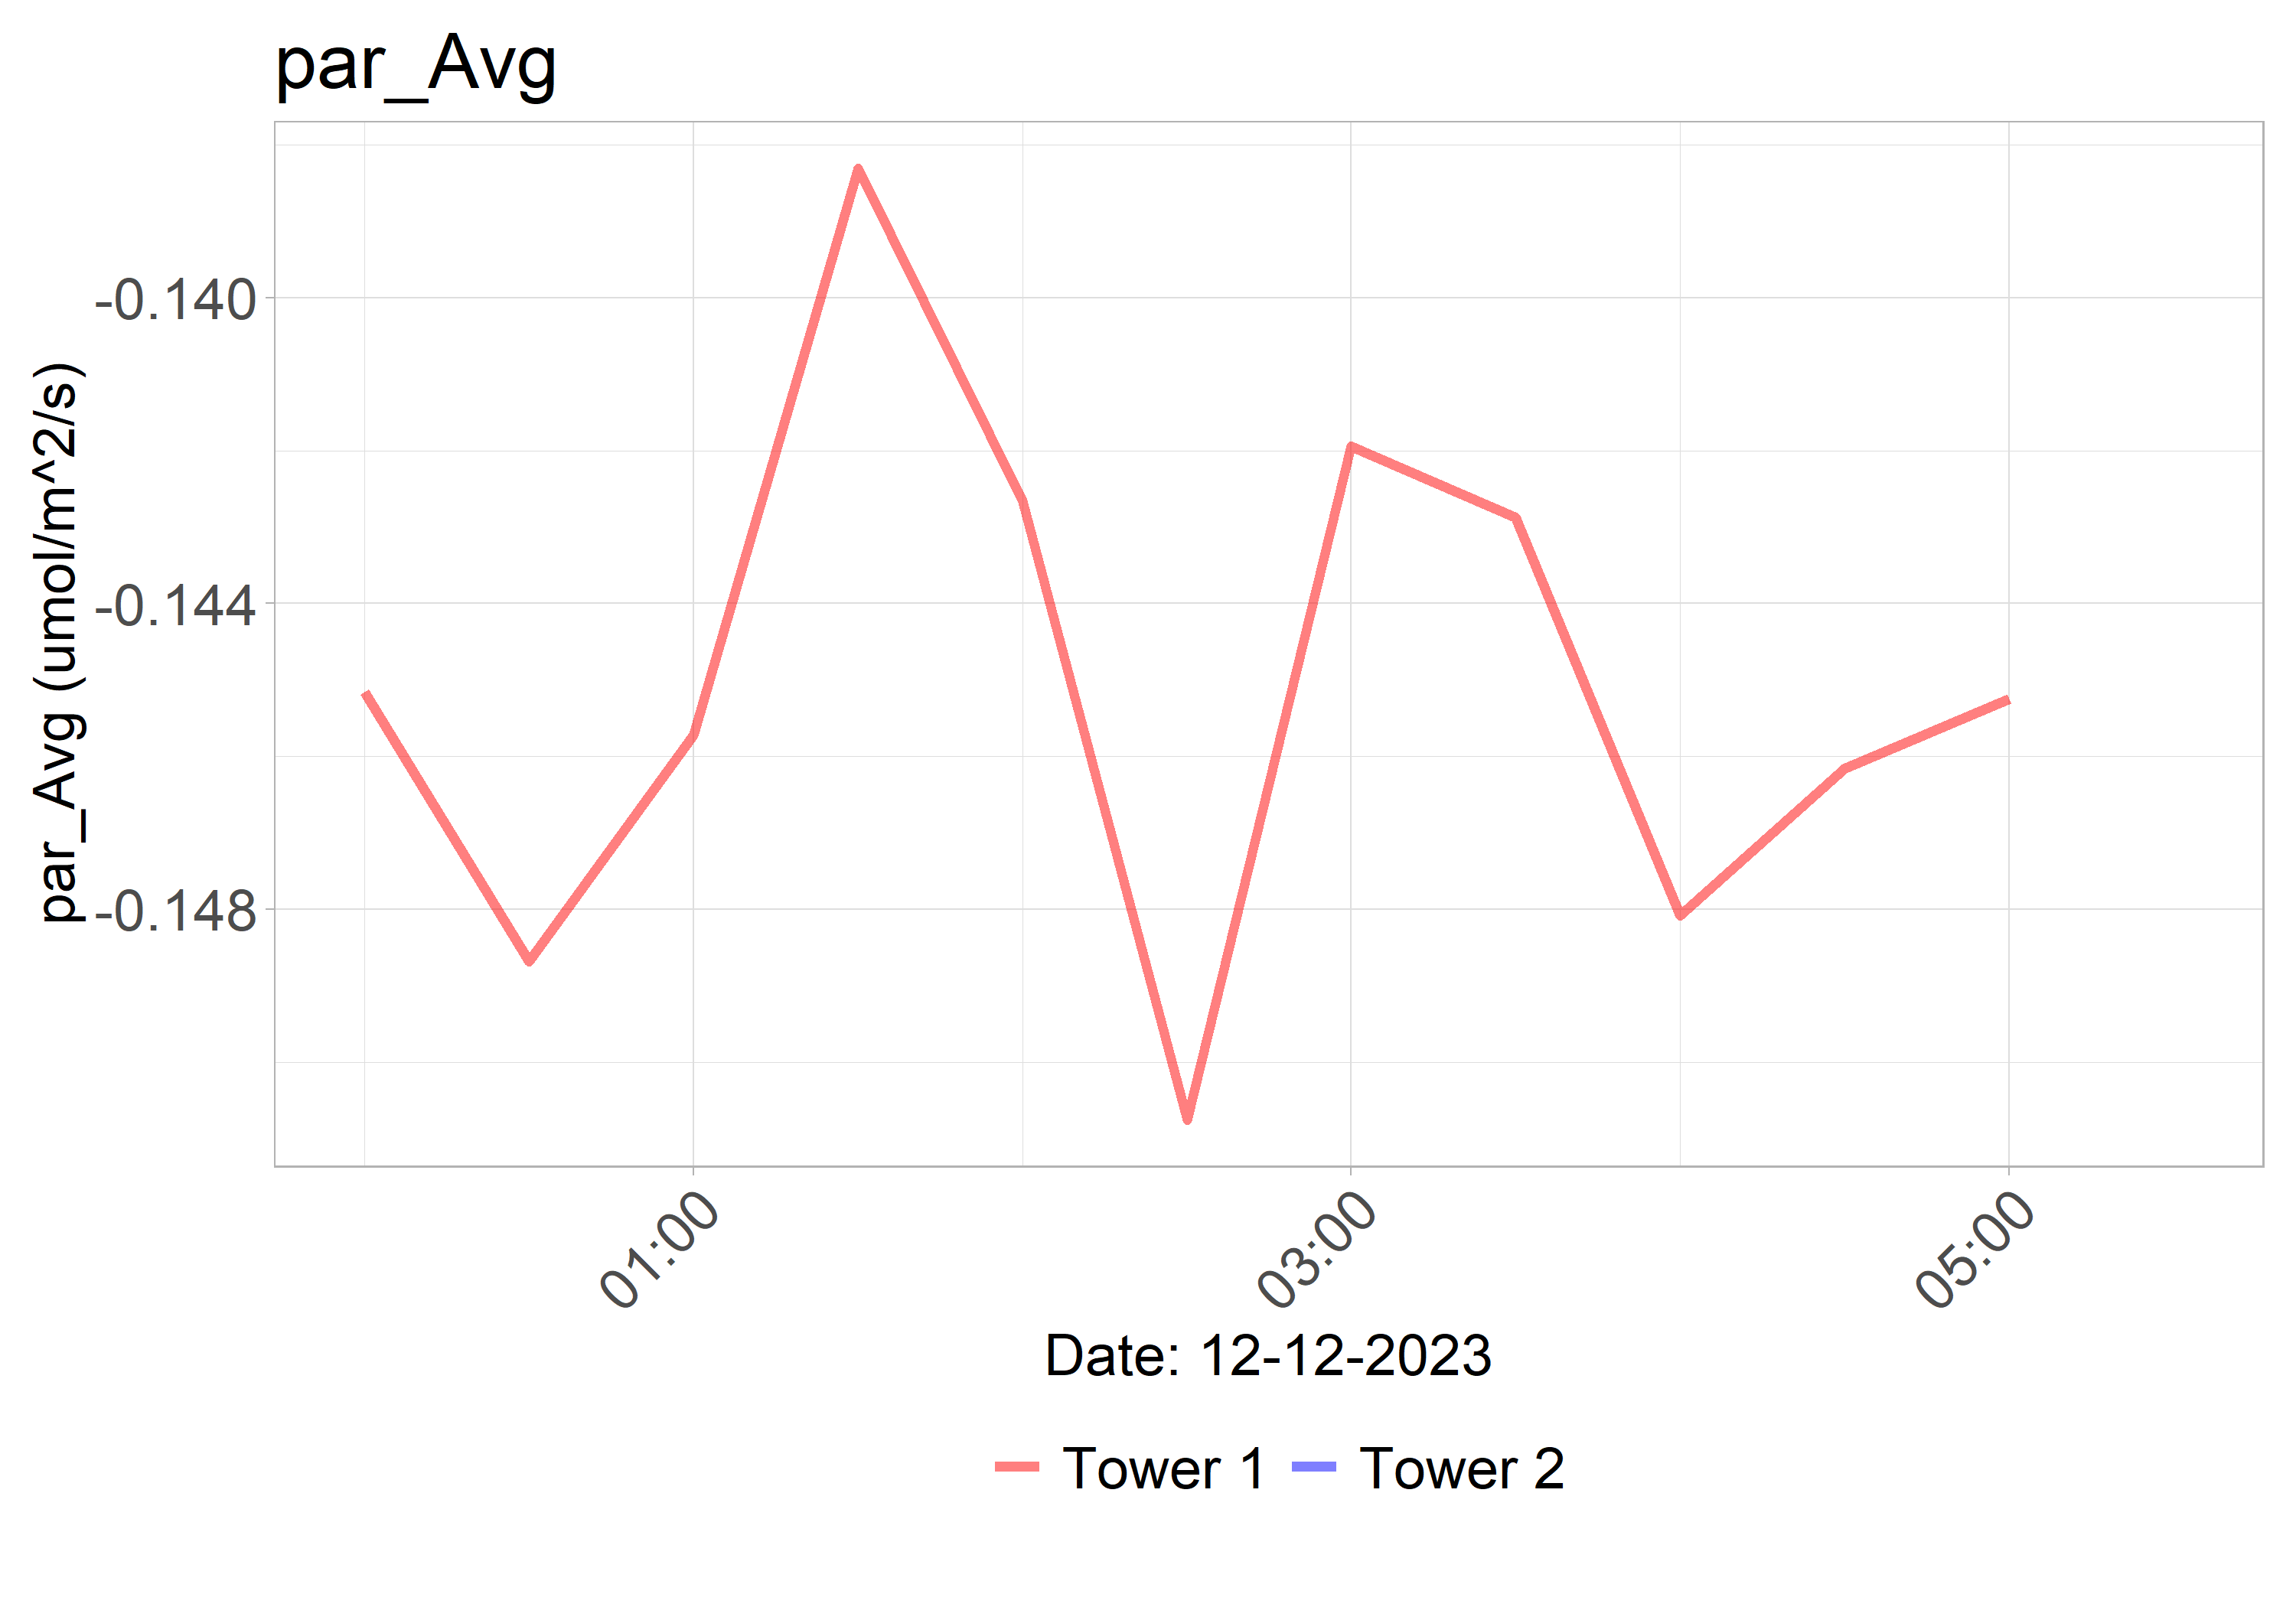 par_Avg
par_Avg (umol/m^2/s)
-0.140
-0.144
-0.148
01:00
03:00
05:00
Date: 12-12-2023
Tower 1
Tower 2